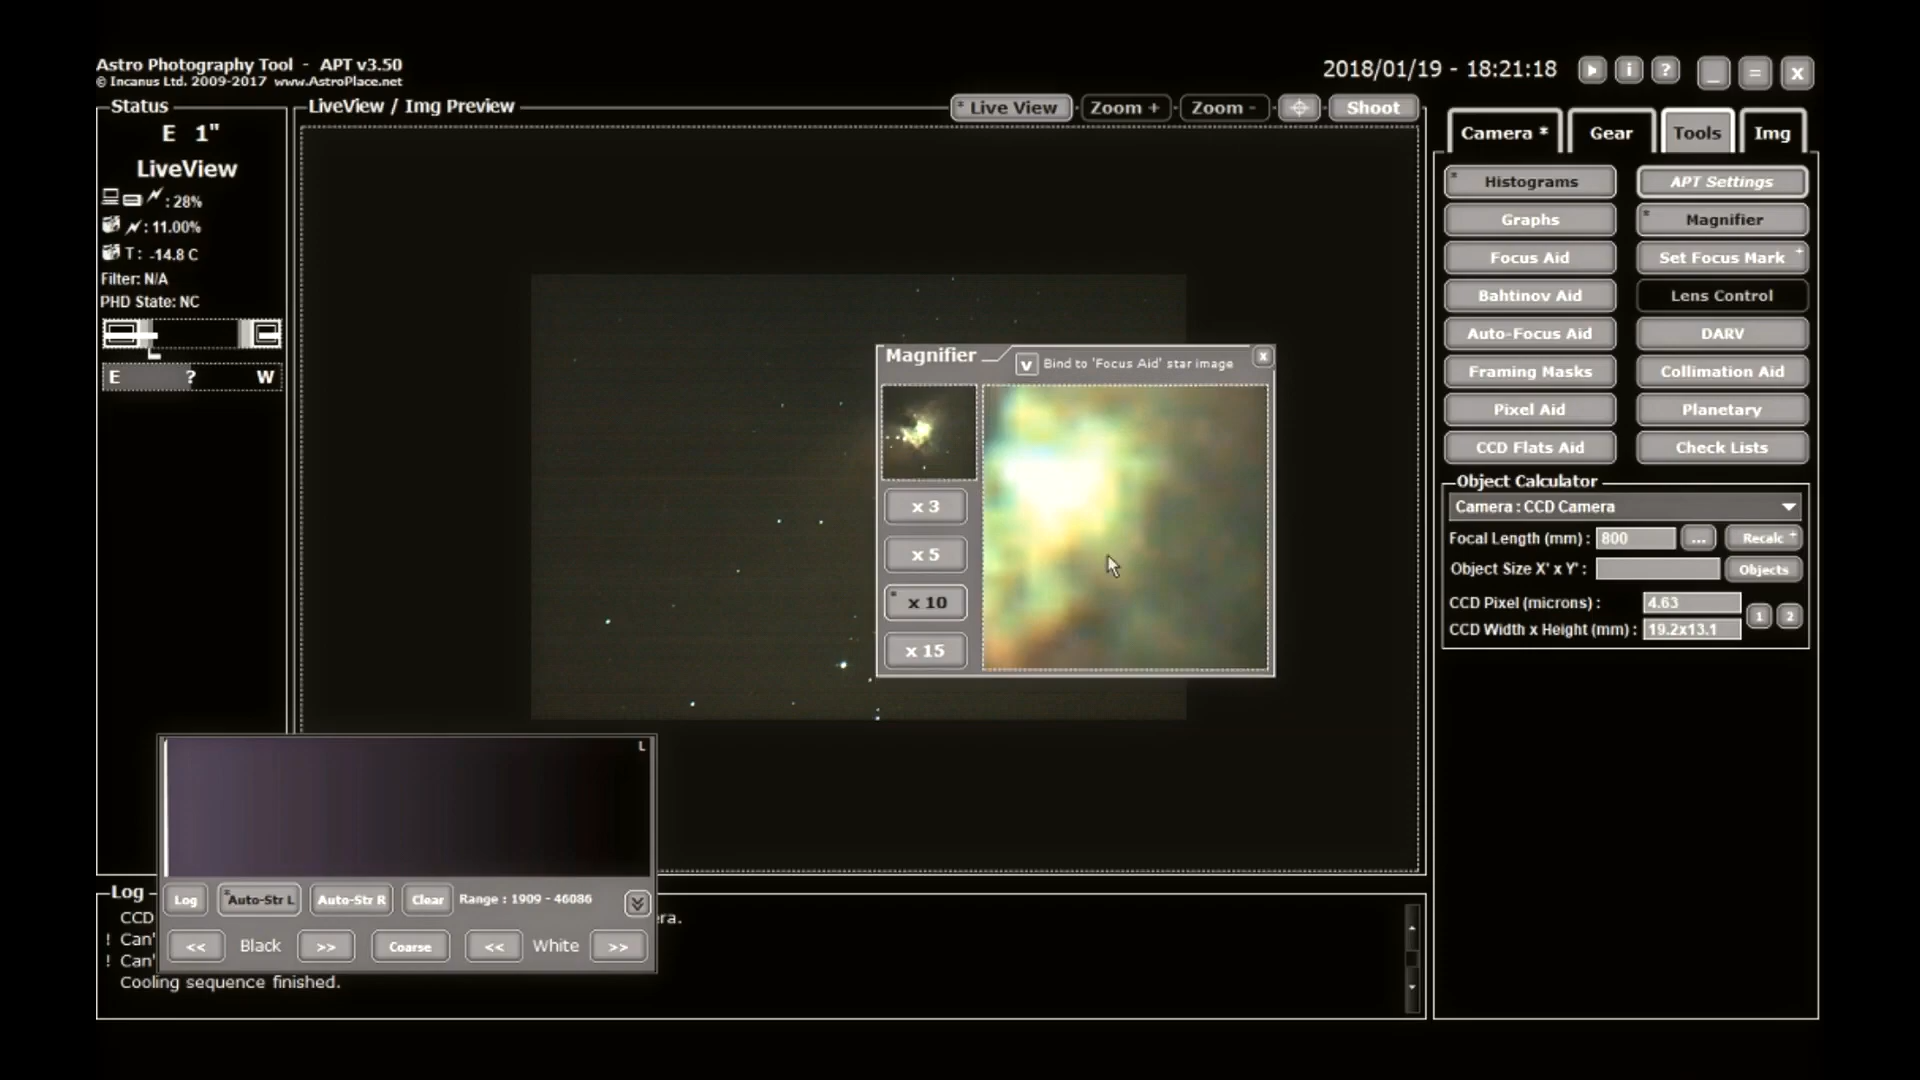 Astro Photography Tool - APT v3.50
© Incanus Ltd. 2009-2017 www.AstroPlace.net
2018/01/19 - 18:21:18
i
?
_
=
x
Status
E 1"
LiveView
: 28%
: 11.00%
T : -14.8 C
Filter: N/A
PHD State: NC
E ? W
LiveView / Img Preview
* Live View
Zoom +
Zoom -
Shoot
Magnifier
v Bind to 'Focus Aid' star image
x
x 3
x 5
* x 10
x 15
Camera *
Gear
Tools
Img
* Histograms
APT Settings
Graphs
* Magnifier
Focus Aid
Set Focus Mark +
Bahtinov Aid
Lens Control
Auto-Focus Aid
DARV
Framing Masks
Collimation Aid
Pixel Aid
Planetary
CCD Flats Aid
Check Lists
Object Calculator
Camera : CCD Camera
Focal Length (mm) : 800 ... Recalc +
Object Size X' x Y' : Objects
CCD Pixel (microns) : 4.63
CCD Width x Height (mm) : 19.2x13.1
1 2
L
Log
* Auto-Str L
Auto-Str R
Clear
Range : 1909 - 46086
<< Black >>
Coarse
<< White >>
Log
CCD
era.
! Can'
! Can'
Cooling sequence finished.